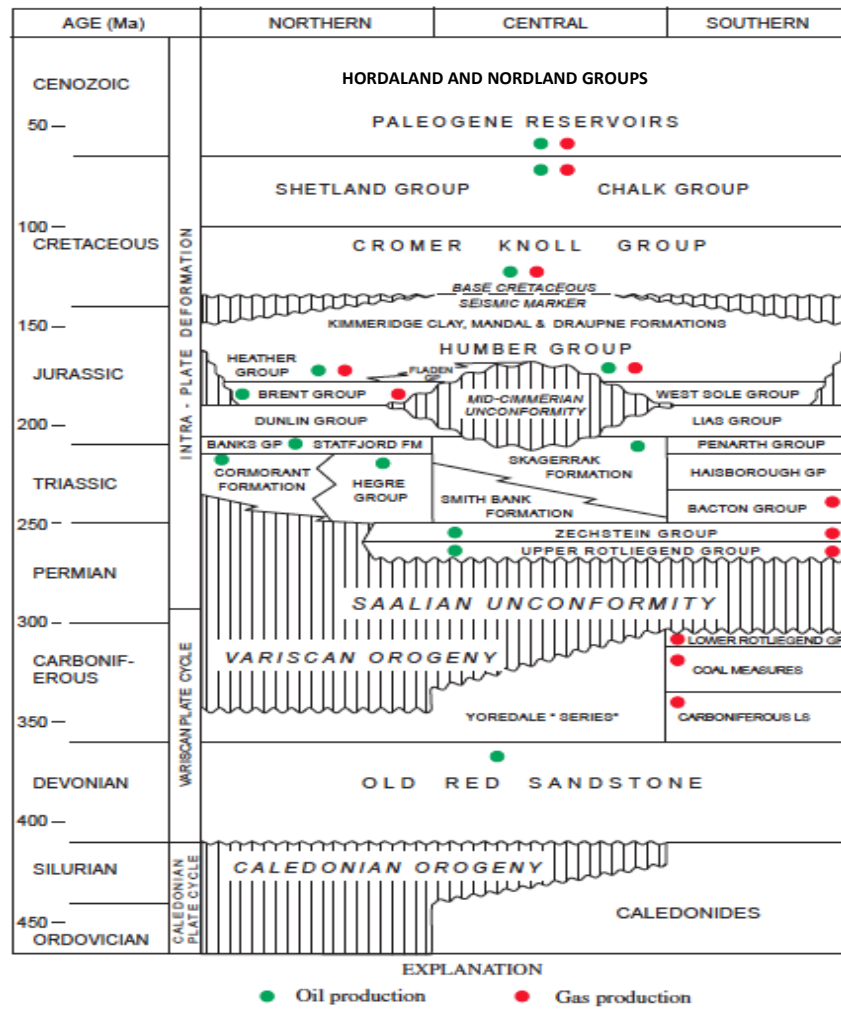 AGE (Ma) NORTHERN CENTRAL SOUTHERN
HORDALAND AND NORDLAND GROUPS
CENOZOIC
50
PALEOGENE RESERVOIRS
SHETLAND GROUP CHALK GROUP
100
CRETACEOUS
CROMER KNOLL GROUP
BASE CRETACEOUS
SEISMIC MARKER
INTRA - PLATE DEFORMATION
150
KIMMERIDGE CLAY, MANDAL & DRAUPNE FORMATIONS
HUMBER GROUP
HEATHER
GROUP
FLADEN
GP
JURASSIC
BRENT GROUP
MID-CIMMERIAN
UNCONFORMITY
WEST SOLE GROUP
200
DUNLIN GROUP
LIAS GROUP
BANKS GP STATFJORD FM
PENARTH GROUP
CORMORANT
FORMATION
HEGRE
GROUP
SKAGERRAK
FORMATION
HAISBOROUGH GP
TRIASSIC
SMITH BANK
FORMATION
BACTON GROUP
250
ZECHSTEIN GROUP
UPPER ROTLIEGEND GROUP
PERMIAN
SAALIAN UNCONFORMITY
300
LOWER ROTLIEGEND GP
VARISCAN OROGENY
CARBONIF-
EROUS
COAL MEASURES
VARISCAN PLATE CYCLE
350
YOREDALE " SERIES"
CARBONIFEROUS LS
DEVONIAN
OLD RED SANDSTONE
400
SILURIAN
CALEDONIAN OROGENY
CALEDONIAN
PLATE CYCLE
450
CALEDONIDES
ORDOVICIAN
EXPLANATION
Oil production Gas production